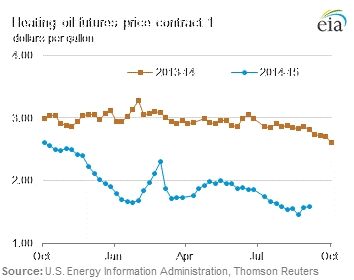 Heating oil futures price contract 1
dollars per gallon
eia
4.00
2013-14
2014-15
3.00
2.00
1.00
Oct
Jan
Apr
Jul
Oct
Source: U.S. Energy Information Administration, Thomson Reuters